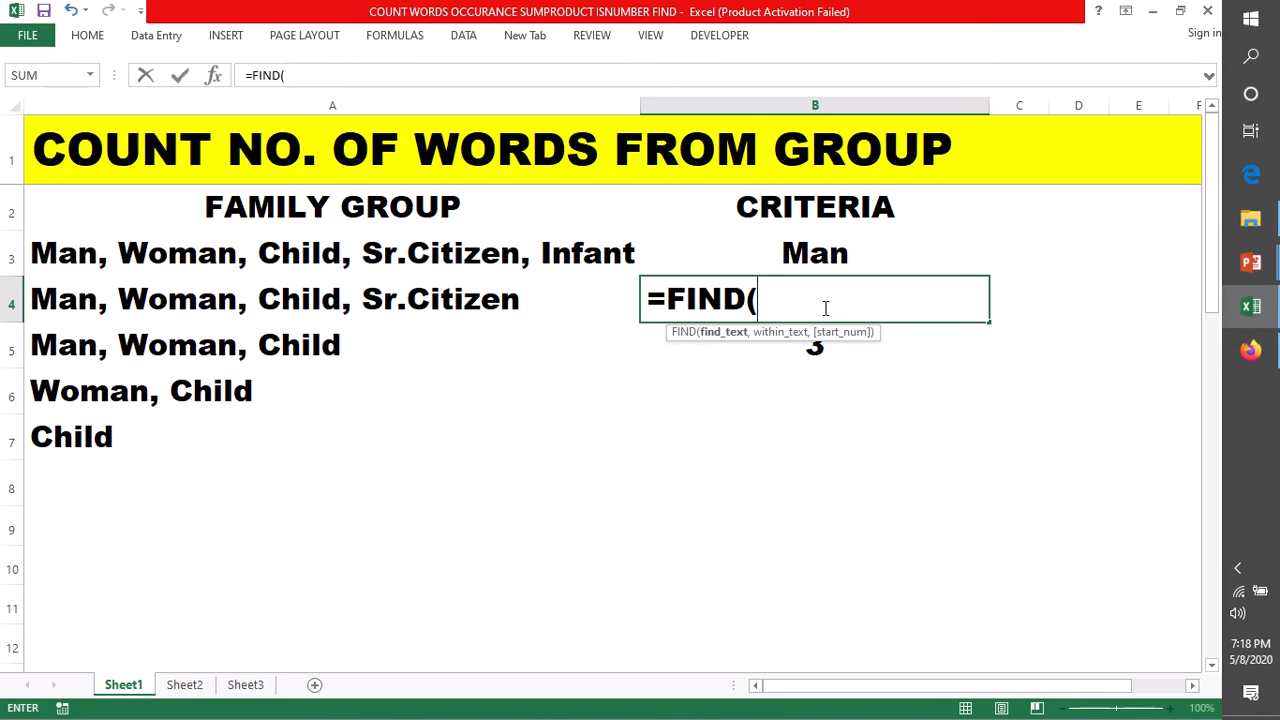 COUNT WORDS OCCURANCE SUMPRODUCT ISNUMBER FIND - Excel (Product Activation Failed)
?
FILE HOME Data Entry INSERT PAGE LAYOUT FORMULAS DATA New Tab REVIEW VIEW DEVELOPER Sign in
SUM fx =FIND(
A B C D E F
1 COUNT NO. OF WORDS FROM GROUP
2 FAMILY GROUP CRITERIA
3 Man, Woman, Child, Sr.Citizen, Infant Man
4 Man, Woman, Child, Sr.Citizen =FIND(
FIND(find_text, within_text, [start_num])
5 Man, Woman, Child 3
6 Woman, Child
7 Child
8
9
10
11
12
7:18 PM
5/8/2020
Sheet1 Sheet2 Sheet3
ENTER 100%